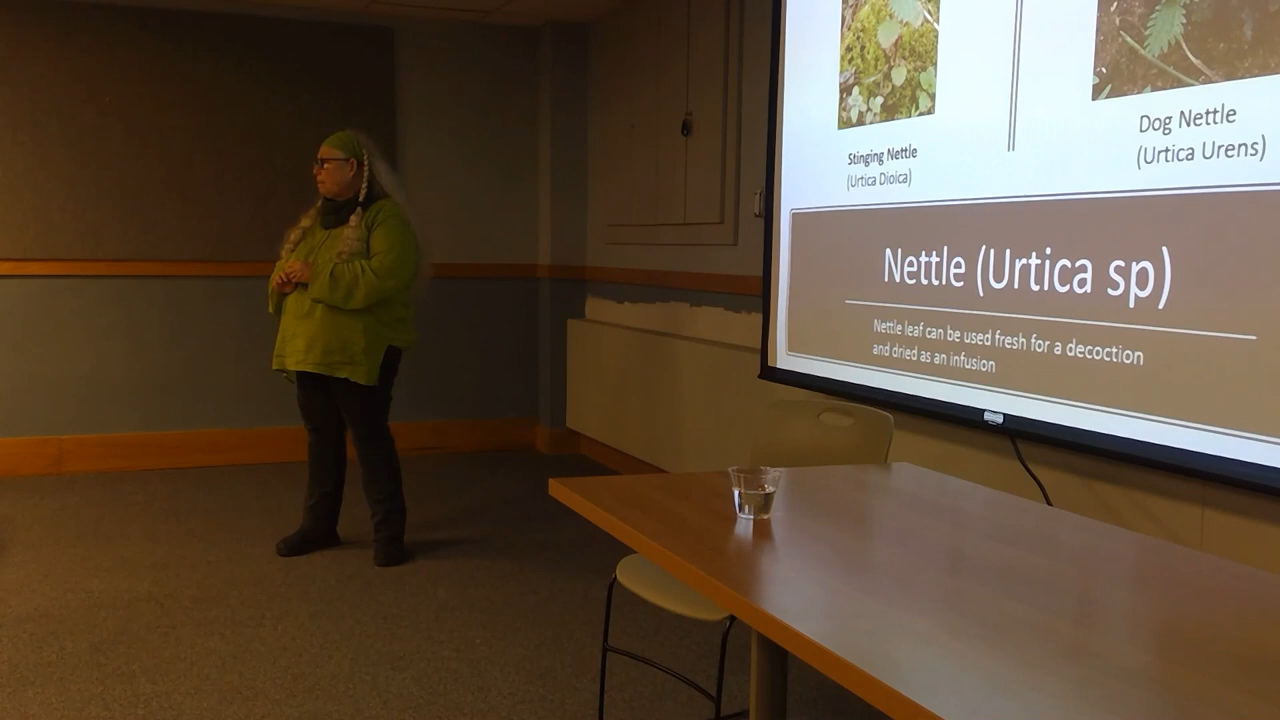 Stinging Nettle
(Urtica Dioica)
Dog Nettle
(Urtica Urens)
Nettle (Urtica sp)
Nettle leaf can be used fresh for a decoction
and dried as an infusion